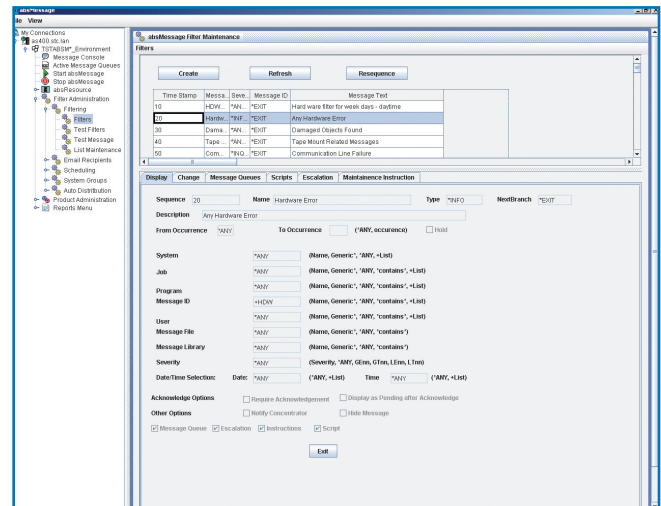 absMessage
File View
My Connections
as400.stc.lan
TSTABSM*_Environment
Message Console
Active Message Queues
Start absMessage
Stop absMessage
absResource
Filter Administration
Filtering
Filters
Test Filters
Test Message
List Maintenance
Email Recipients
Scheduling
System Groups
Auto Distribution
Product Administration
Reports Menu
absMessage Filter Maintenance
Filters
Create Refresh Resequence
Time Stamp Messa... Seve... Message ID Message Text
10 HDW... *AN... *EXIT Hard ware filter for week days - daytime
20 Hardw... *INF... *EXIT Any Hardware Error
30 Dama... *AN... *EXIT Damaged Objects Found
40 Tape ... *AN... *EXIT Tape Mount Related Messages
50 Com... *INQ... *EXIT Communication Line Failure
Display Change Message Queues Scripts Escalation Maintainence Instruction
Sequence 20 Name Hardware Error Type *INFO NextBranch *EXIT
Description Any Hardware Error
From Occurrence *ANY To Occurrence (*ANY, occurence) Hold
System *ANY (Name, Generic*, *ANY, +List)
Job *ANY (Name, Generic*, *ANY, *contains*, +List)
Program *ANY (Name, Generic*, *ANY, *contains*, +List)
Message ID +HDW (Name, Generic*, *ANY, *contains*, +List)
User *ANY (Name, Generic*, *ANY, *contains*, +List)
Message File *ANY (Name, Generic*, *ANY, *contains*)
Message Library *ANY (Name, Generic*, *ANY, *contains*)
Severity *ANY (Severity, *ANY, GEnn, GTnn, LEnn, LTnn)
Date/Time Selection: Date: *ANY (*ANY, +List) Time *ANY (*ANY, +List)
Acknowledge Options Require Acknowledgement Display as Pending after Acknowledge
Other Options Notify Concentrator Hide Message
Message Queue Escalation Instructions Script
Exit